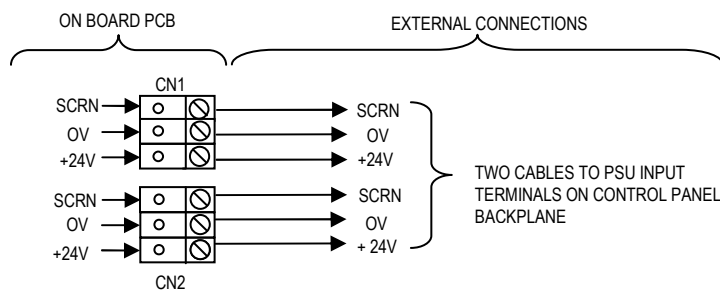 ON BOARD PCB
EXTERNAL CONNECTIONS
CN1
SCRN
OV
+24V
SCRN
OV
+24V
SCRN
OV
+24V
SCRN
OV
+ 24V
CN2
TWO CABLES TO PSU INPUT
TERMINALS ON CONTROL PANEL
BACKPLANE